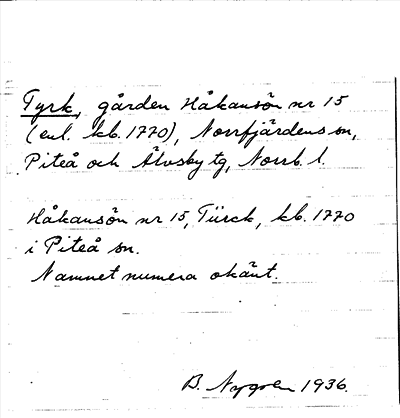 Tyrk, gården Håkansön nr 15
(enl. kb. 1770), Norrfjärdens sn,
Piteå och Älvsby tg, Norrb. l.
Håkansön nr 15, Türck, kb. 1770
i Piteå sn.
Namnet numera okänt.
B. Nygren 1936.